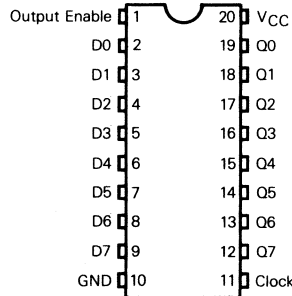 Output Enable 1 20 VCC
D0 2 19 Q0
D1 3 18 Q1
D2 4 17 Q2
D3 5 16 Q3
D4 6 15 Q4
D5 7 14 Q5
D6 8 13 Q6
D7 9 12 Q7
GND 10 11 Clock